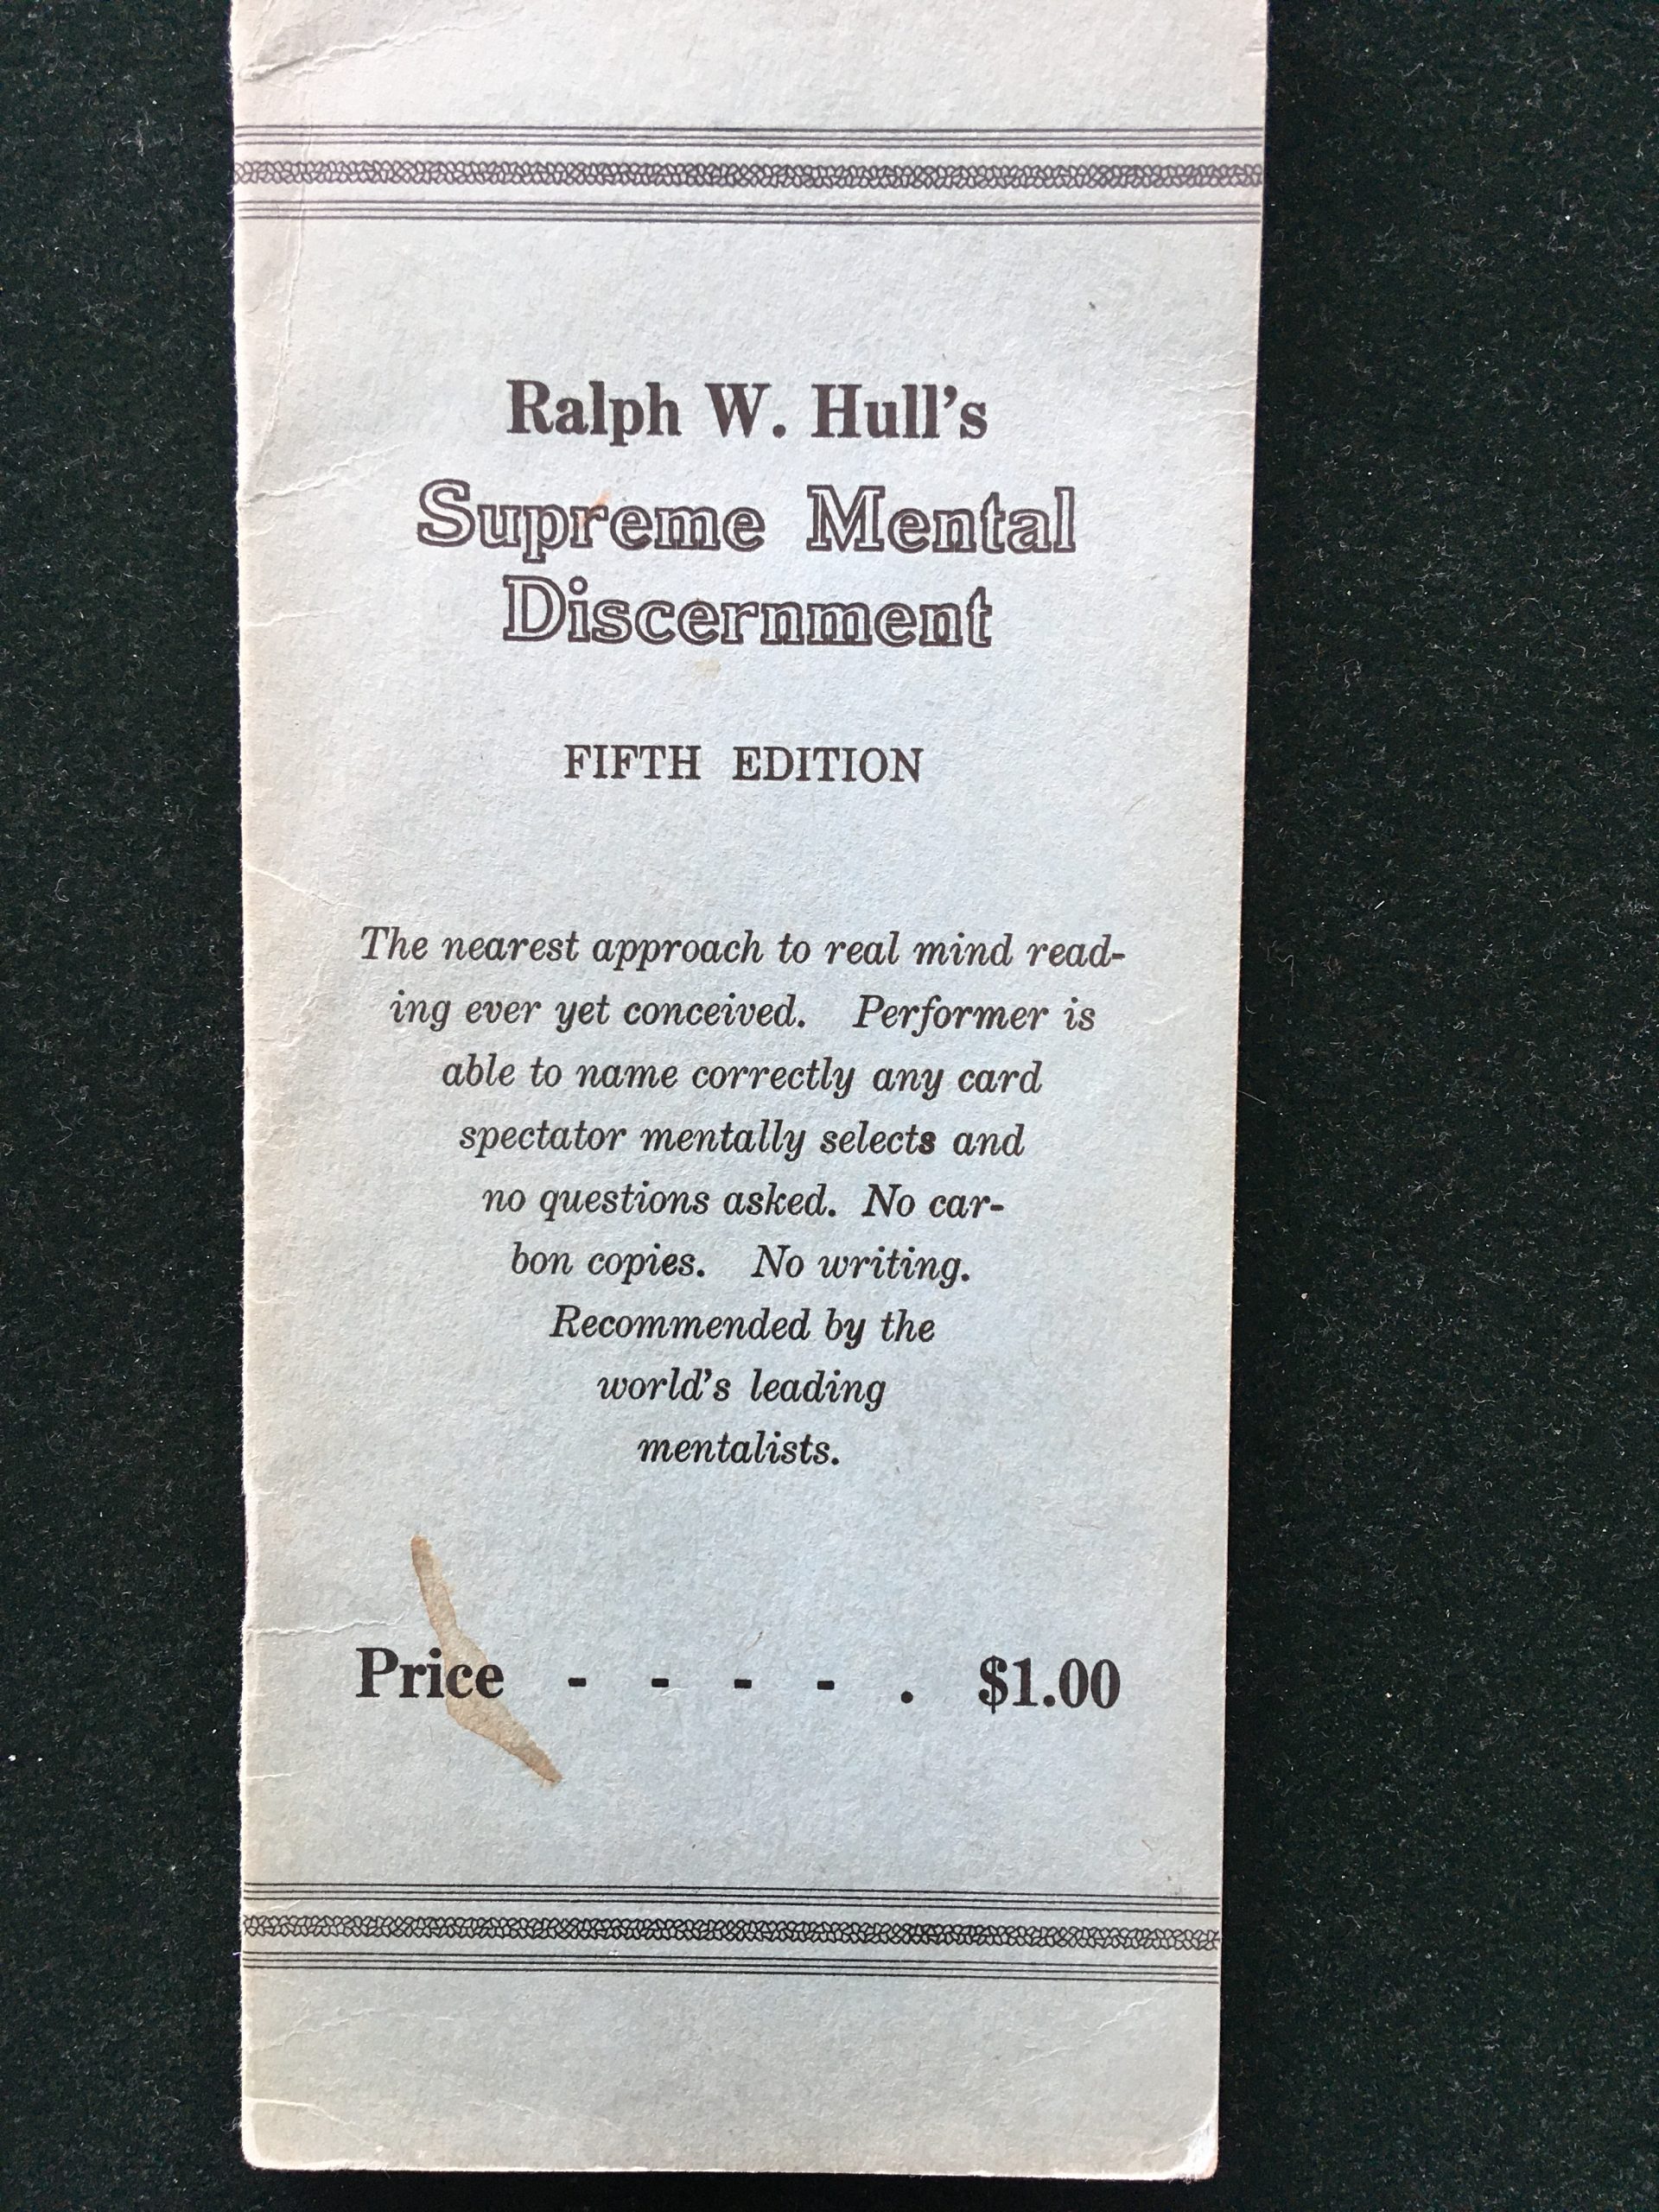 Ralph W. Hull's
Supreme Mental
Discernment
FIFTH EDITION
The nearest approach to real mind read-
ing ever yet conceived. Performer is
able to name correctly any card
spectator mentally selects and
no questions asked. No car-
bon copies. No writing.
Recommended by the
world's leading
mentalists.
Price - - - - . $1.00